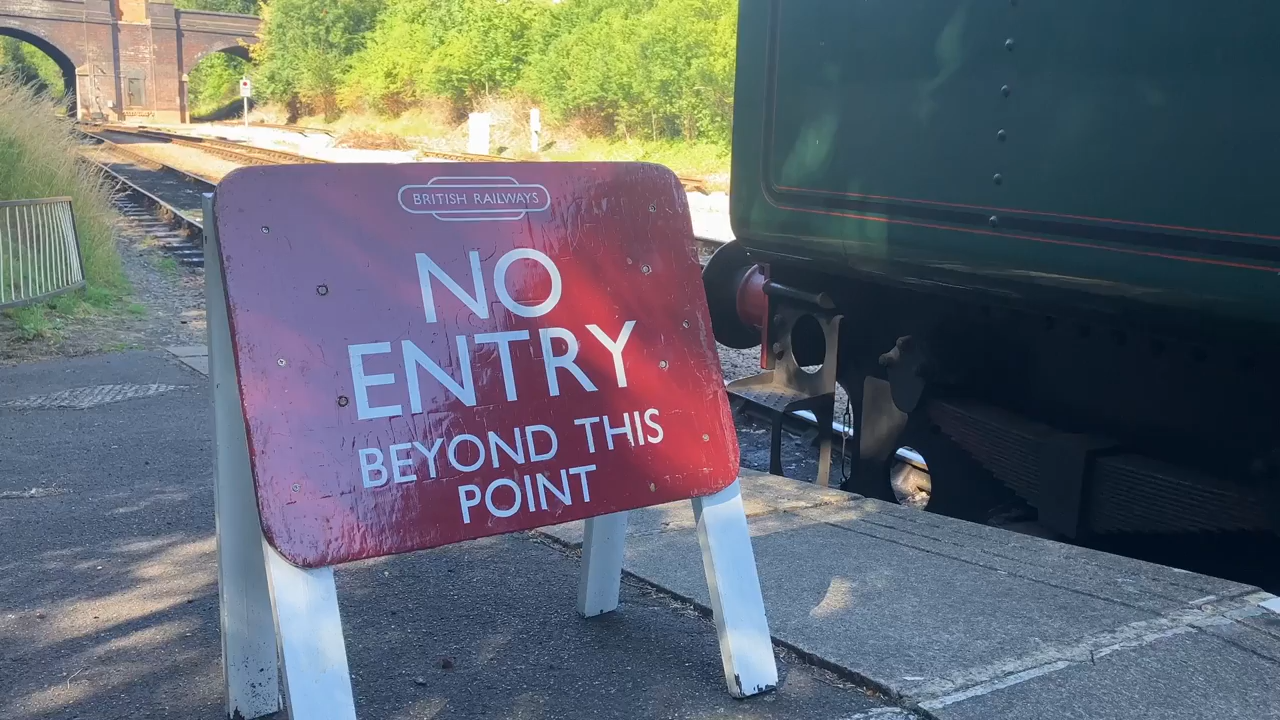 BRITISH RAILWAYS
NO
ENTRY
BEYOND THIS
POINT